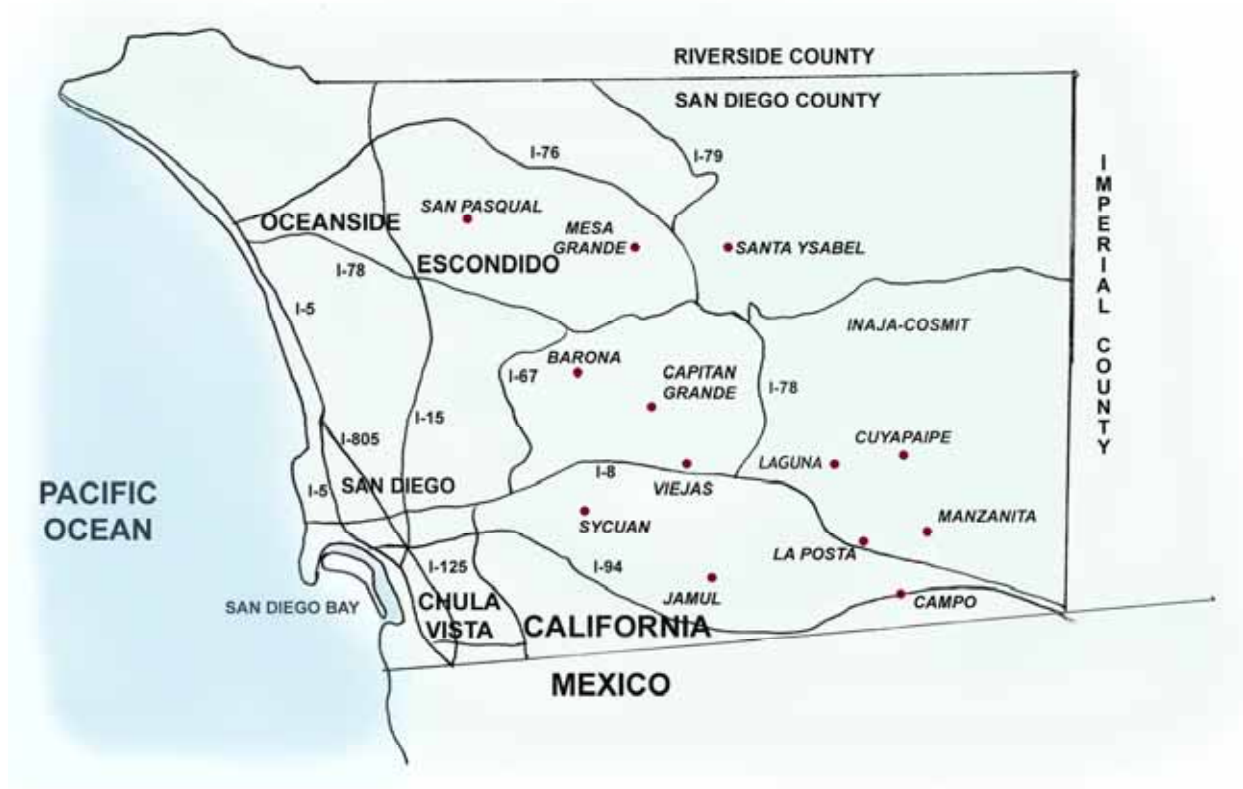 RIVERSIDE COUNTY
SAN DIEGO COUNTY
I-76
I-79
IMPERIAL COUNTY
SAN PASQUAL
OCEANSIDE
MESA
GRANDE
SANTA YSABEL
ESCONDIDO
I-78
I-5
INAJA-COSMIT
BARONA
I-67
CAPITAN
GRANDE
I-78
I-15
I-805
CUYAPAIPE
LAGUNA
I-8
I-5
SAN DIEGO
VIEJAS
PACIFIC
OCEAN
SYCUAN
MANZANITA
LA POSTA
I-125
I-94
SAN DIEGO BAY
CHULA
VISTA
JAMUL
CAMPO
CALIFORNIA
MEXICO